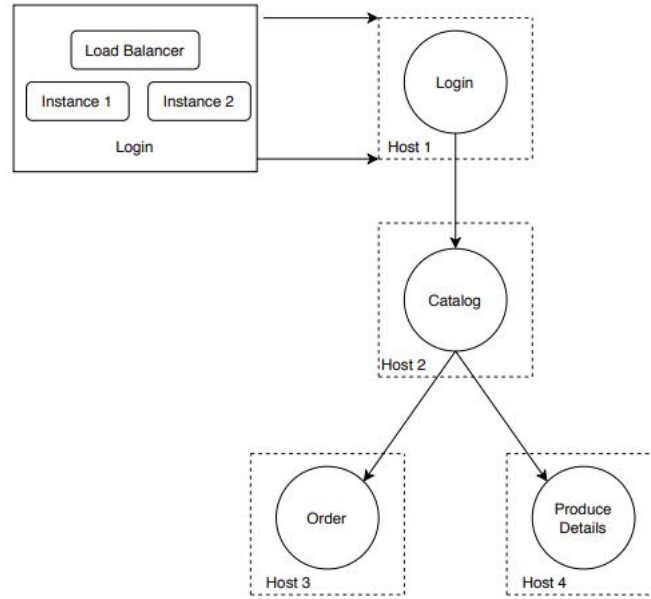 Load Balancer
Instance 1
Instance 2
Login
Login
Host 1
Catalog
Host 2
Order
Host 3
Produce
Details
Host 4